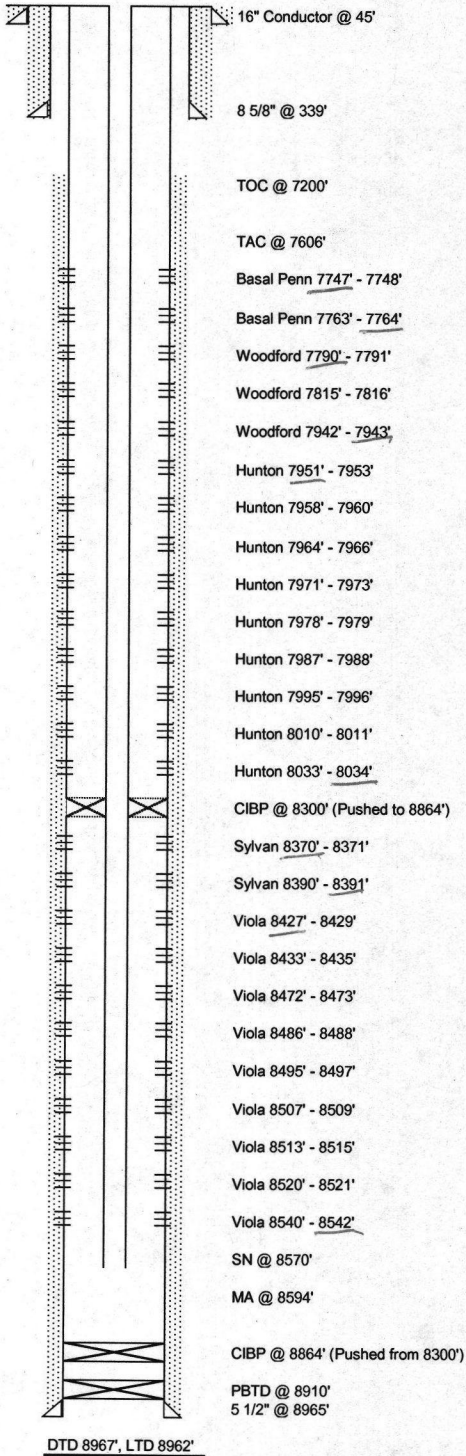 16" Conductor @ 45'
8 5/8" @ 339'
TOC @ 7200'
TAC @ 7606'
Basal Penn 7747' - 7748'
Basal Penn 7763' - 7764'
Woodford 7790' - 7791'
Woodford 7815' - 7816'
Woodford 7942' - 7943'
Hunton 7951' - 7953'
Hunton 7958' - 7960'
Hunton 7964' - 7966'
Hunton 7971' - 7973'
Hunton 7978' - 7979'
Hunton 7987' - 7988'
Hunton 7995' - 7996'
Hunton 8010' - 8011'
Hunton 8033' - 8034'
CIBP @ 8300' (Pushed to 8864')
Sylvan 8370' - 8371'
Sylvan 8390' - 8391'
Viola 8427' - 8429'
Viola 8433' - 8435'
Viola 8472' - 8473'
Viola 8486' - 8488'
Viola 8495' - 8497'
Viola 8507' - 8509'
Viola 8513' - 8515'
Viola 8520' - 8521'
Viola 8540' - 8542'
SN @ 8570'
MA @ 8594'
CIBP @ 8864' (Pushed from 8300')
PBTD @ 8910'
5 1/2" @ 8965'
DTD 8967', LTD 8962'